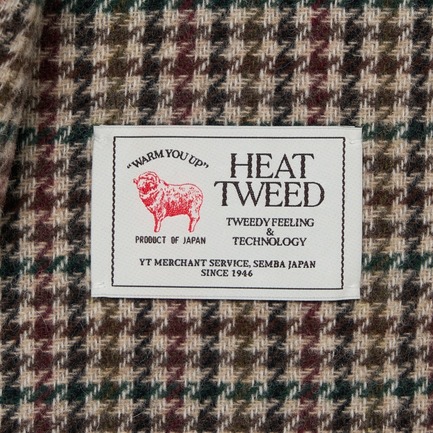 "WARM YOU UP"
PRODUCT OF JAPAN
HEAT
TWEED
TWEEDY FEELING
&
TECHNOLOGY
YT MERCHANT SERVICE, SEMBA JAPAN
SINCE 1946